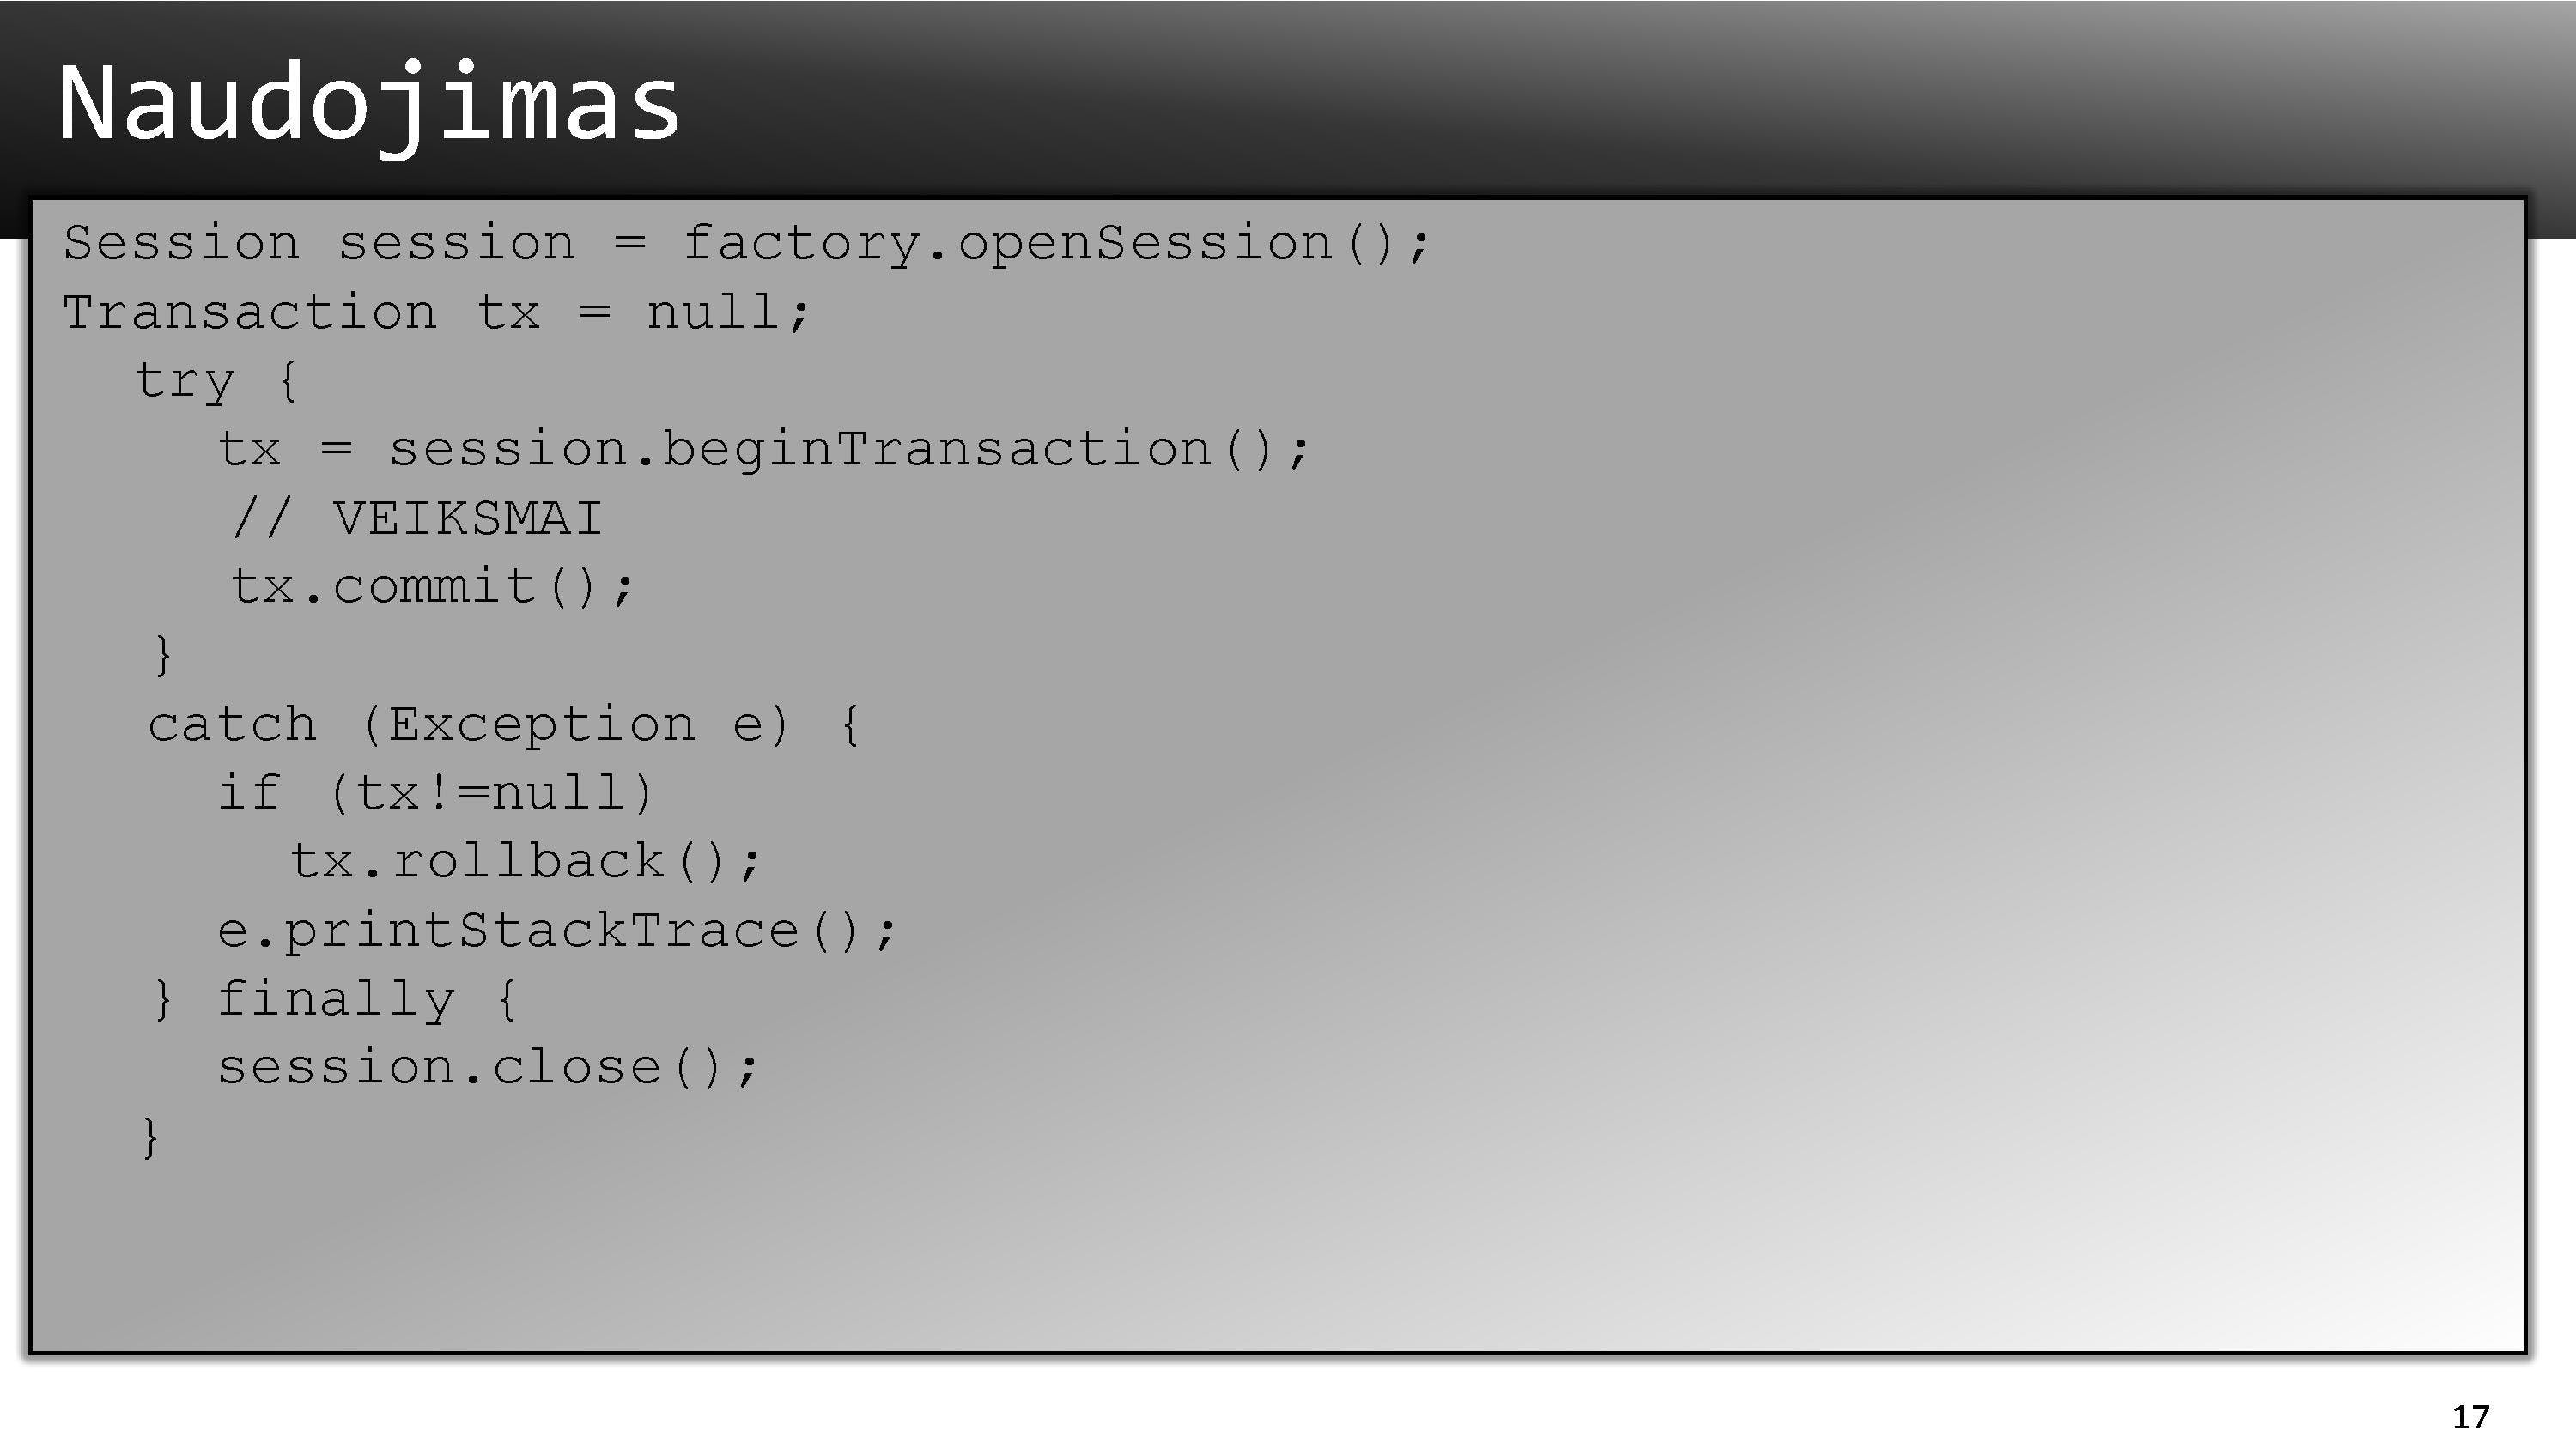 Naudojimas
Session session = factory.openSession();
Transaction tx = null;
try {
tx = session.beginTransaction();
// VEIKSMAI
tx.commit();
}
catch (Exception e) {
if (tx!=null)
tx.rollback();
e.printStackTrace();
} finally {
session.close();
}
17